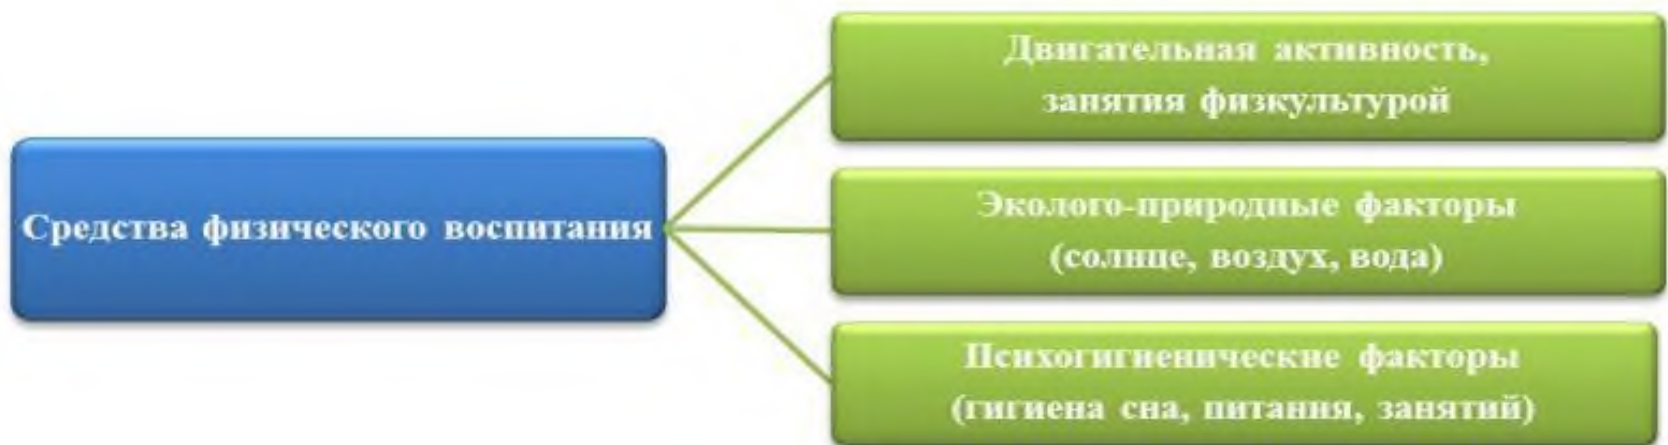 Средства физического воспитания
Двигательная активность,
занятия физкультурой
Эколого-природные факторы
(солнце, воздух, вода)
Психогигиенические факторы
(гигиена сна, питания, занятий)